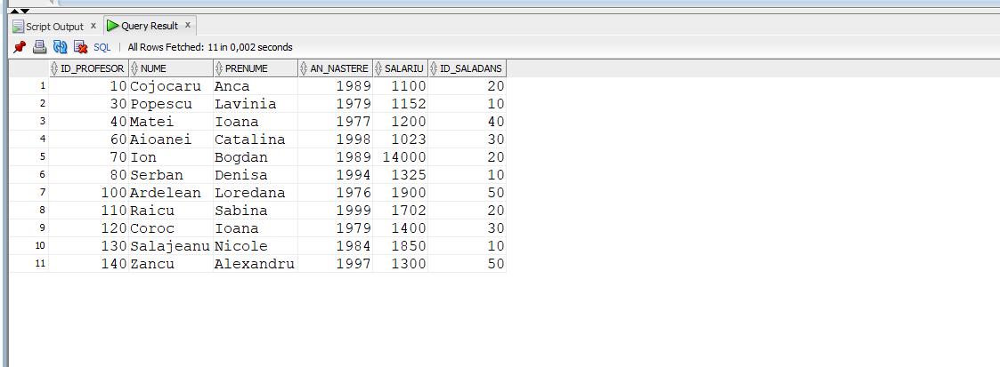 Script Output x Query Result x
SQL | All Rows Fetched: 11 in 0,002 seconds
ID_PROFESOR NUME PRENUME AN_NASTERE SALARIU ID_SALADANS
1 10 Cojocaru Anca 1989 1100 20
2 30 Popescu Lavinia 1979 1152 10
3 40 Matei Ioana 1977 1200 40
4 60 Aioanei Catalina 1998 1023 30
5 70 Ion Bogdan 1989 14000 20
6 80 Serban Denisa 1994 1325 10
7 100 Ardelean Loredana 1976 1900 50
8 110 Raicu Sabina 1999 1702 20
9 120 Coroc Ioana 1979 1400 30
10 130 Salajeanu Nicole 1984 1850 10
11 140 Zancu Alexandru 1997 1300 50